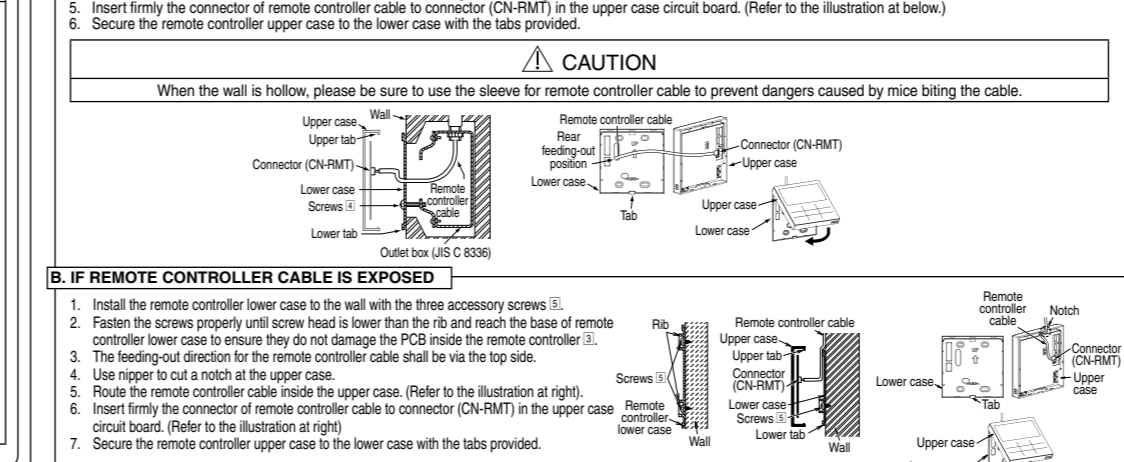 5. Insert firmly the connector of remote controller cable to connector (CN-RMT) in the upper case circuit board. (Refer to the illustration at below.)
6. Secure the remote controller upper case to the lower case with the tabs provided.
CAUTION
When the wall is hollow, please be sure to use the sleeve for remote controller cable to prevent dangers caused by mice biting the cable.
Upper case
Wall
Upper tab
Connector (CN-RMT)
Lower case
Screws 4
Lower tab
Remote
controller
cable
Outlet box (JIS C 8336)
Remote controller cable
Rear
feeding-out
position
Lower case
UP
Tab
Connector (CN-RMT)
Upper case
Upper case
Lower case
B. IF REMOTE CONTROLLER CABLE IS EXPOSED
1. Install the remote controller lower case to the wall with the three accessory screws 5.
2. Fasten the screws properly until screw head is lower than the rib and reach the base of remote
controller lower case to ensure they do not damage the PCB inside the remote controller 3.
3. The feeding-out direction for the remote controller cable shall be via the top side.
4. Use nipper to cut a notch at the upper case.
5. Route the remote controller cable inside the upper case. (Refer to the illustration at right).
6. Insert firmly the connector of remote controller cable to connector (CN-RMT) in the upper case
circuit board. (Refer to the illustration at right)
7. Secure the remote controller upper case to the lower case with the tabs provided.
Rib
Screws 5
Remote
controller
lower case
Wall
Remote controller cable
Upper case
Upper tab
Connector
(CN-RMT)
Lower case
Screws 5
Lower tab
Wall
Remote
controller
cable
Notch
UP
Connector
(CN-RMT)
Lower case
Upper
case
Tab
Upper case